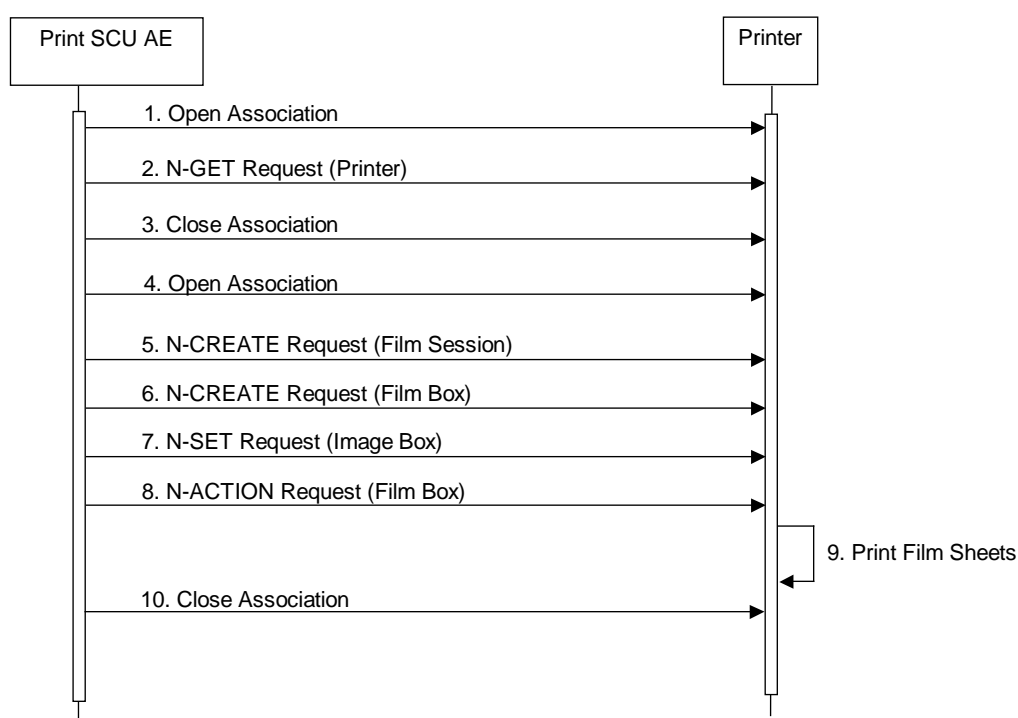 Print SCU AE
Printer
1. Open Association
2. N-GET Request (Printer)
3. Close Association
4. Open Association
5. N-CREATE Request (Film Session)
6. N-CREATE Request (Film Box)
7. N-SET Request (Image Box)
8. N-ACTION Request (Film Box)
9. Print Film Sheets
10. Close Association